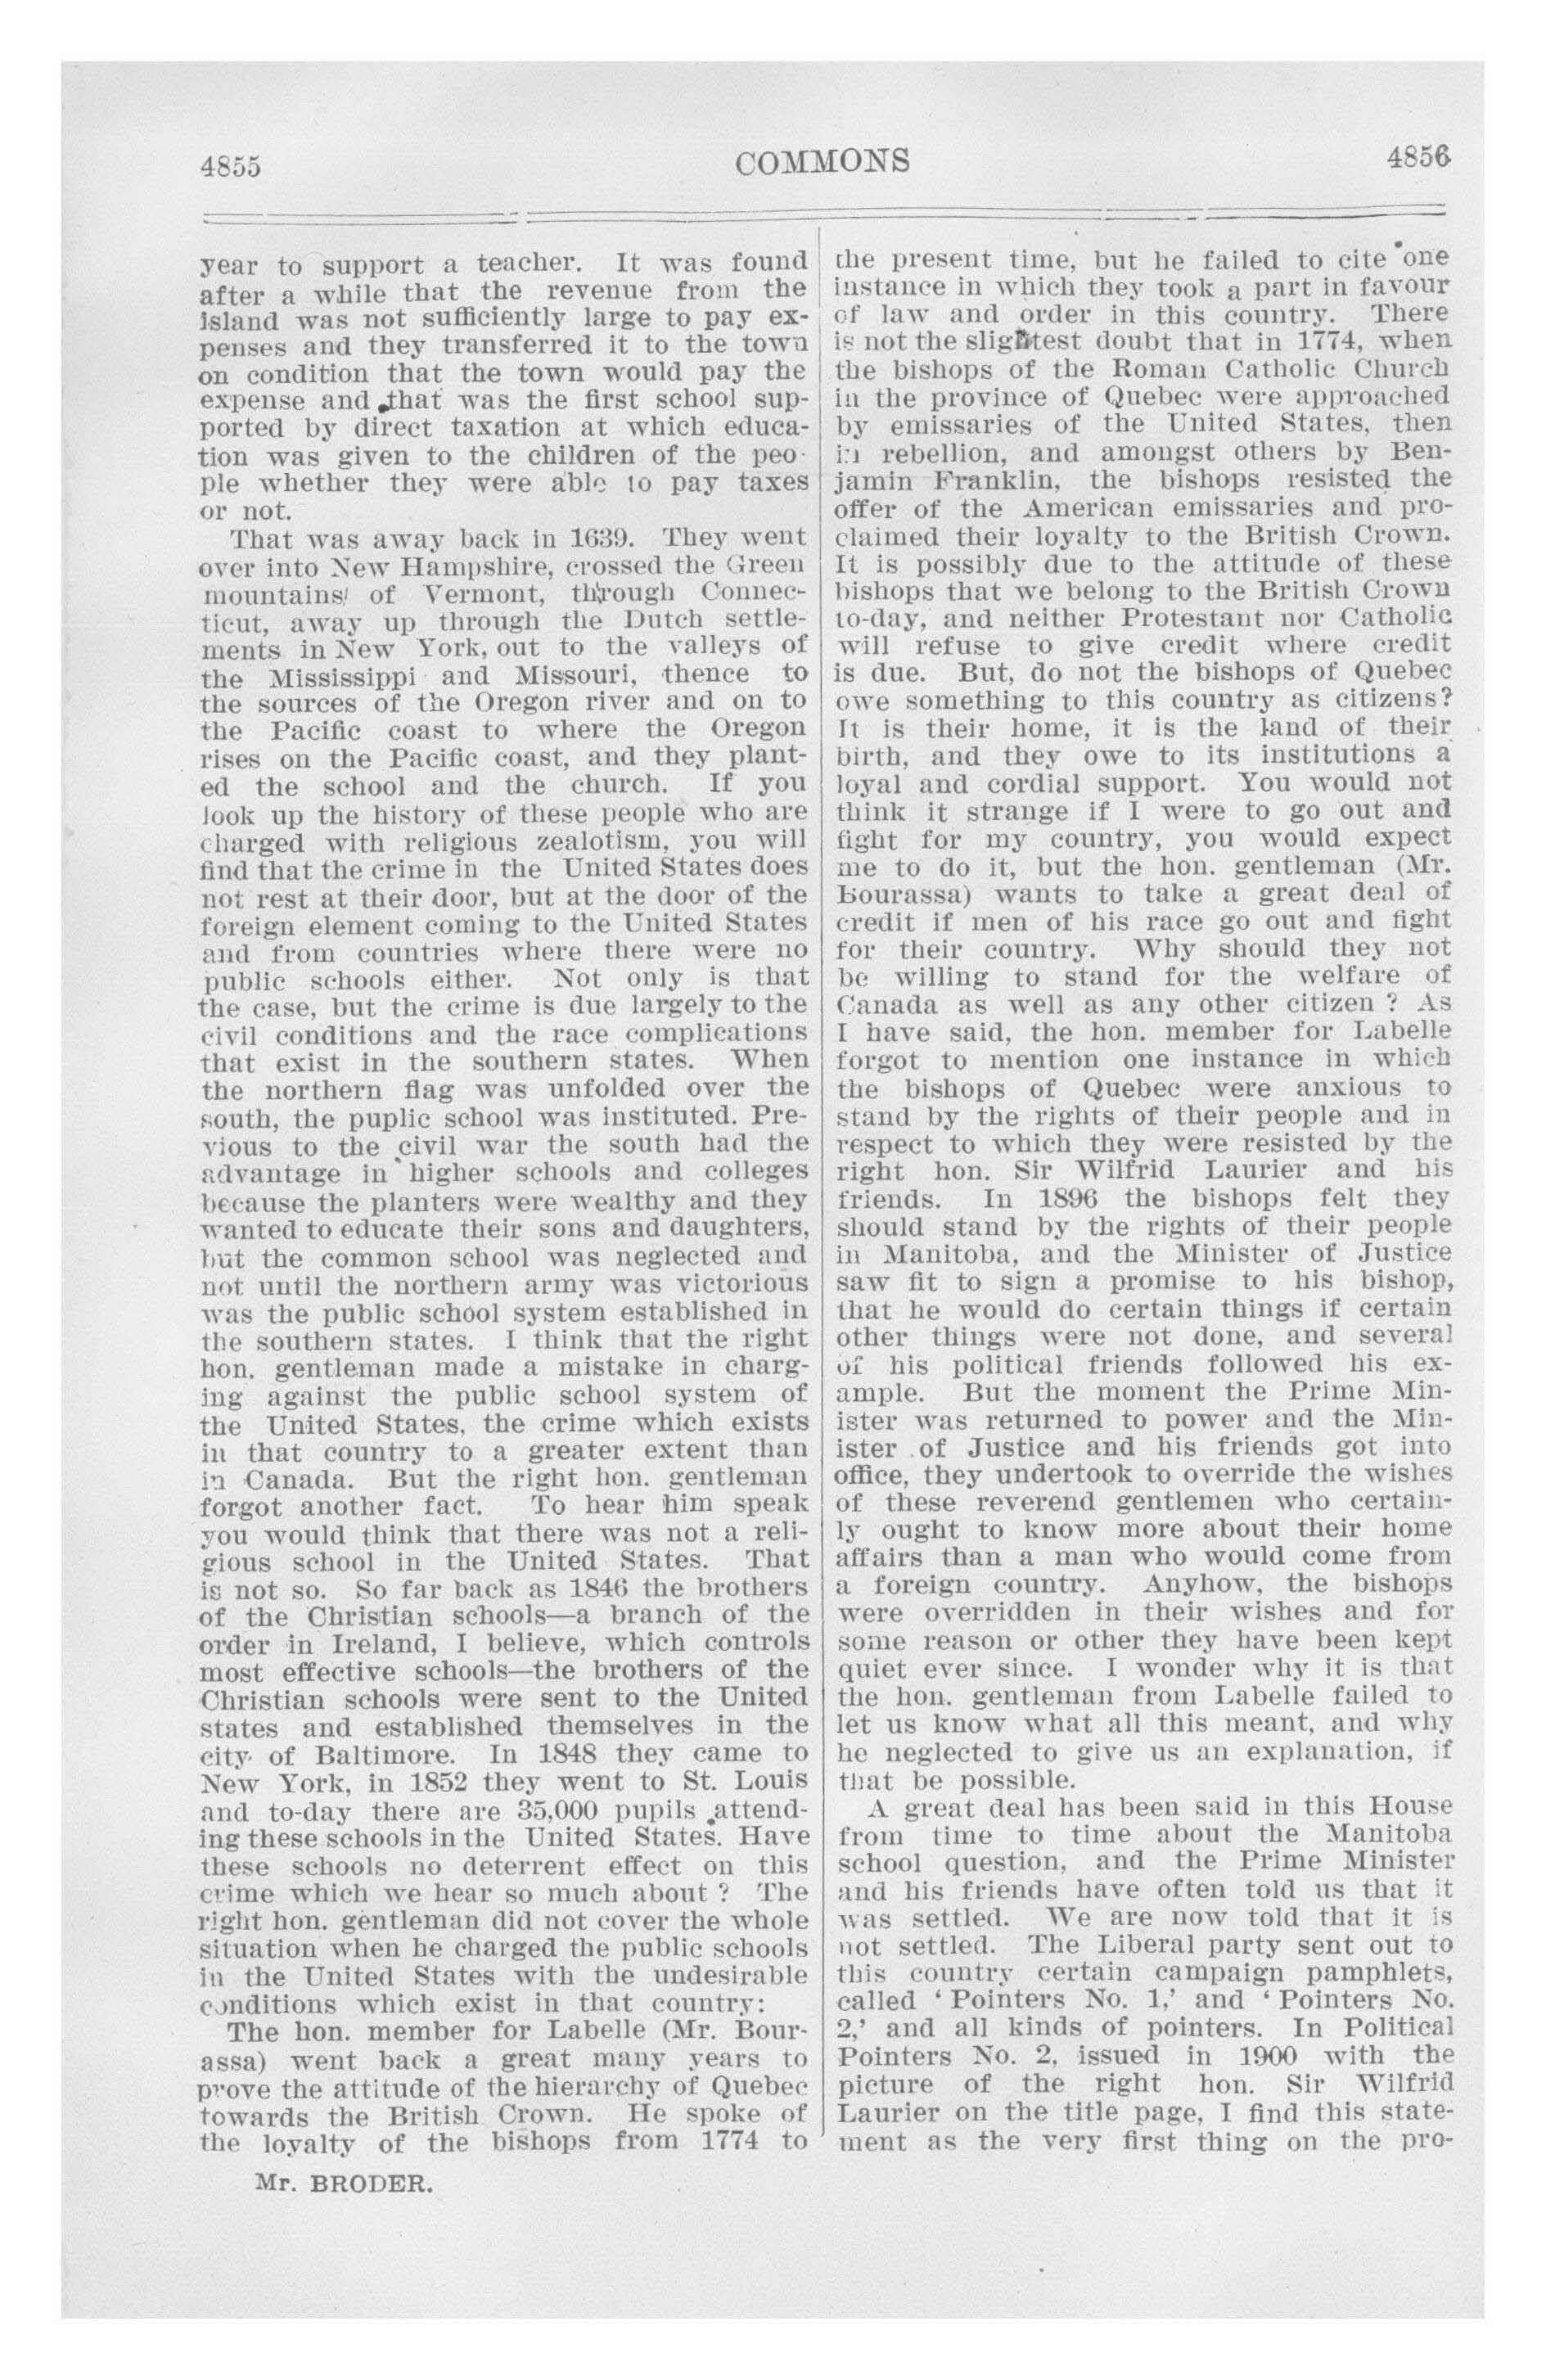 4855
COMMONS
4856
year to support a teacher. It was found
after a while that the revenue from the
island was not sufficiently large to pay ex-
penses and they transferred it to the town
on condition that the town would pay the
expense and that was the first school sup-
ported by direct taxation at which educa-
tion was given to the children of the peo-
ple whether they were able to pay taxes
or not.
That was away back in 1639. They went
over into New Hampshire, crossed the Green
mountains of Vermont, through Connec-
ticut, away up through the Dutch settle-
ments in New York, out to the valleys of
the Mississippi and Missouri, thence to
the sources of the Oregon river and on to
the Pacific coast to where the Oregon
rises on the Pacific coast, and they plant-
ed the school and the church. If you
look up the history of these people who are
charged with religious zealotism, you will
find that the crime in the United States does
not rest at their door, but at the door of the
foreign element coming to the United States
and from countries where there were no
public schools either. Not only is that
the case, but the crime is due largely to the
civil conditions and the race complications
that exist in the southern states. When
the northern flag was unfolded over the
south, the puplic school was instituted. Pre-
vious to the civil war the south had the
advantage in higher schools and colleges
because the planters were wealthy and they
wanted to educate their sons and daughters,
but the common school was neglected and
not until the northern army was victorious
was the public school system established in
the southern states. I think that the right
hon. gentleman made a mistake in charg-
ing against the public school system of
the United States, the crime which exists
in that country to a greater extent than
in Canada. But the right hon. gentleman
forgot another fact. To hear him speak
you would think that there was not a reli-
gious school in the United States. That
is not so. So far back as 1846 the brothers
of the Christian schools—a branch of the
order in Ireland, I believe, which controls
most effective schools—the brothers of the
Christian schools were sent to the United
states and established themselves in the
city of Baltimore. In 1848 they came to
New York, in 1852 they went to St. Louis
and to-day there are 35,000 pupils attend-
ing these schools in the United States. Have
these schools no deterrent effect on this
crime which we hear so much about ? The
right hon. gentleman did not cover the whole
situation when he charged the public schools
in the United States with the undesirable
conditions which exist in that country:
The hon. member for Labelle (Mr. Bour-
assa) went back a great many years to
prove the attitude of the hierarchy of Quebec
towards the British Crown. He spoke of
the loyalty of the bishops from 1774 to
Mr. BRODER.
the present time, but he failed to cite one
instance in which they took a part in favour
of law and order in this country. There
is not the slightest doubt that in 1774, when
the bishops of the Roman Catholic Church
in the province of Quebec were approached
by emissaries of the United States, then
in rebellion, and amongst others by Ben-
jamin Franklin, the bishops resisted the
offer of the American emissaries and pro-
claimed their loyalty to the British Crown.
It is possibly due to the attitude of these
bishops that we belong to the British Crown
to-day, and neither Protestant nor Catholic
will refuse to give credit where credit
is due. But, do not the bishops of Quebec
owe something to this country as citizens?
It is their home, it is the land of their
birth, and they owe to its institutions a
loyal and cordial support. You would not
think it strange if I were to go out and
fight for my country, you would expect
me to do it, but the hon. gentleman (Mr.
Bourassa) wants to take a great deal of
credit if men of his race go out and fight
for their country. Why should they not
be willing to stand for the welfare of
Canada as well as any other citizen ? As
I have said, the hon. member for Labelle
forgot to mention one instance in which
the bishops of Quebec were anxious to
stand by the rights of their people and in
respect to which they were resisted by the
right hon. Sir Wilfrid Laurier and his
friends. In 1896 the bishops felt they
should stand by the rights of their people
in Manitoba, and the Minister of Justice
saw fit to sign a promise to his bishop,
that he would do certain things if certain
other things were not done, and several
of his political friends followed his ex-
ample. But the moment the Prime Min-
ister was returned to power and the Min-
ister of Justice and his friends got into
office, they undertook to override the wishes
of these reverend gentlemen who certain-
ly ought to know more about their home
affairs than a man who would come from
a foreign country. Anyhow, the bishops
were overridden in their wishes and for
some reason or other they have been kept
quiet ever since. I wonder why it is that
the hon. gentleman from Labelle failed to
let us know what all this meant, and why
he neglected to give us an explanation, if
that be possible.
A great deal has been said in this House
from time to time about the Manitoba
school question, and the Prime Minister
and his friends have often told us that it
was settled. We are now told that it is
not settled. The Liberal party sent out to
this country certain campaign pamphlets,
called ‘ Pointers No. 1,’ and ‘ Pointers No.
2,’ and all kinds of pointers. In Political
Pointers No. 2, issued in 1900 with the
picture of the right hon. Sir Wilfrid
Laurier on the title page, I find this state-
ment as the very first thing on the pro-